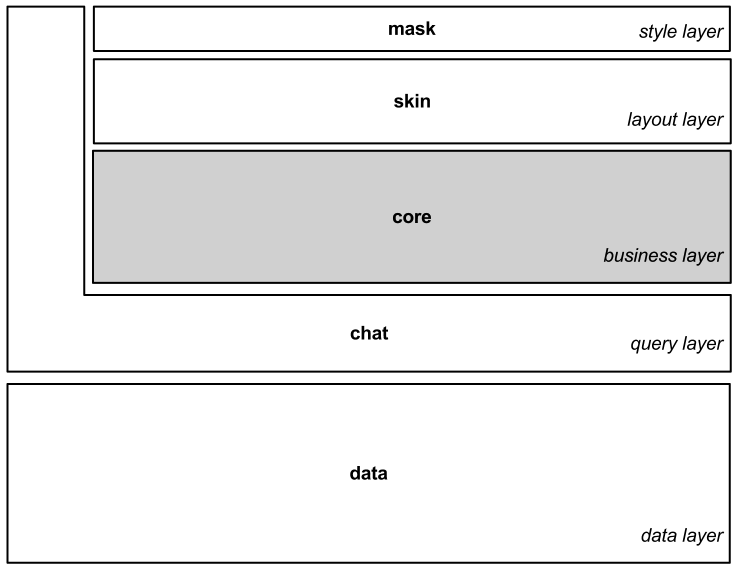 mask
style layer
skin
layout layer
core
business layer
chat
query layer
data
data layer